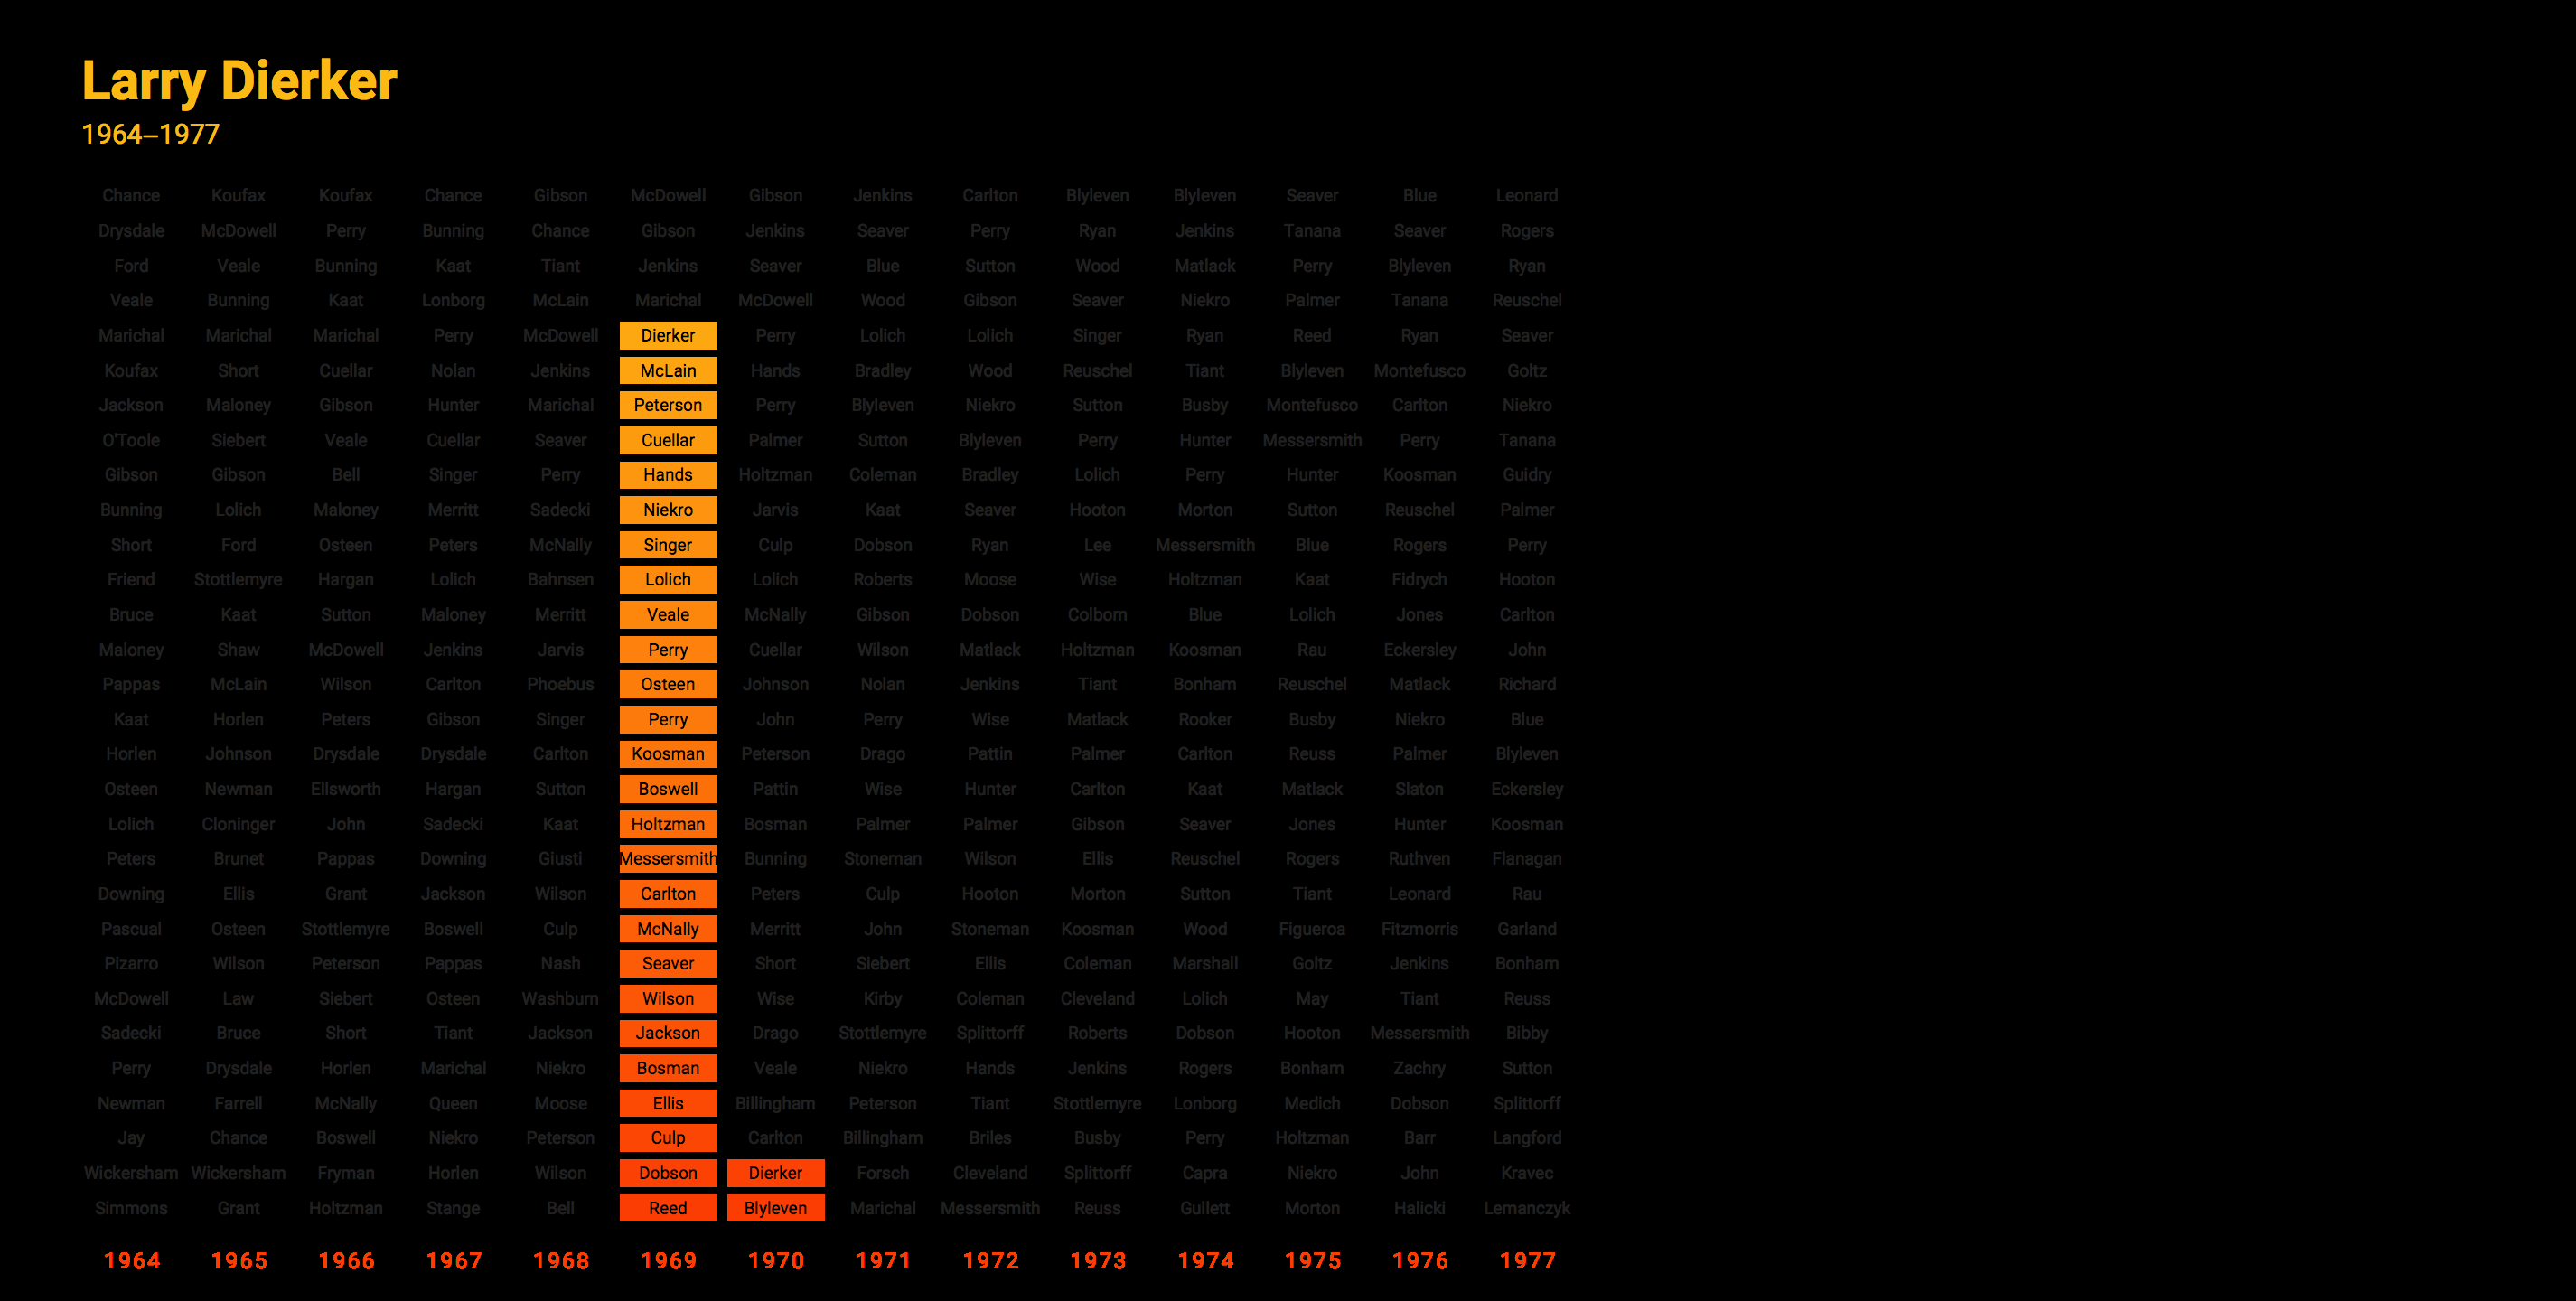 Larry Dierker
1964–1977
Chance Koufax Koufax Chance Gibson McDowell Gibson Jenkins Carlton Blyleven Blyleven Seaver Blue Leonard
Drysdale McDowell Perry Bunning Chance Gibson Jenkins Seaver Perry Ryan Jenkins Tanana Seaver Rogers
Ford Veale Bunning Kaat Tiant Jenkins Seaver Blue Sutton Wood Matlack Perry Blyleven Ryan
Veale Bunning Kaat Lonborg McLain Marichal McDowell Wood Gibson Seaver Niekro Palmer Tanana Reuschel
Marichal Marichal Marichal Perry McDowell Dierker Perry Lolich Lolich Singer Ryan Reed Ryan Seaver
Koufax Short Cuellar Nolan Jenkins McLain Hands Bradley Wood Reuschel Tiant Blyleven Montefusco Goltz
Jackson Maloney Gibson Hunter Marichal Peterson Perry Blyleven Niekro Sutton Busby Montefusco Carlton Niekro
O'Toole Siebert Veale Cuellar Seaver Cuellar Palmer Sutton Blyleven Perry Hunter Messersmith Perry Tanana
Gibson Gibson Bell Singer Perry Hands Holtzman Coleman Bradley Lolich Perry Hunter Koosman Guidry
Bunning Lolich Maloney Merritt Sadecki Niekro Jarvis Kaat Seaver Hooton Morton Sutton Reuschel Palmer
Short Ford Osteen Peters McNally Singer Culp Dobson Ryan Lee Messersmith Blue Rogers Perry
Friend Stottlemyre Hargan Lolich Bahnsen Lolich Lolich Roberts Moose Wise Holtzman Kaat Fidrych Hooton
Bruce Kaat Sutton Maloney Merritt Veale McNally Gibson Dobson Colborn Blue Lolich Jones Carlton
Maloney Shaw McDowell Jenkins Jarvis Perry Cuellar Wilson Matlack Holtzman Koosman Rau Eckersley John
Pappas McLain Wilson Carlton Phoebus Osteen Johnson Nolan Jenkins Tiant Bonham Reuschel Matlack Richard
Kaat Horlen Peters Gibson Singer Perry John Perry Wise Matlack Rooker Busby Niekro Blue
Horlen Johnson Drysdale Drysdale Carlton Koosman Peterson Drago Pattin Palmer Carlton Reuss Palmer Blyleven
Osteen Newman Ellsworth Hargan Sutton Boswell Pattin Wise Hunter Carlton Kaat Matlack Slaton Eckersley
Lolich Cloninger John Sadecki Kaat Holtzman Bosman Palmer Palmer Gibson Seaver Jones Hunter Koosman
Peters Brunet Pappas Downing Giusti Messersmith Bunning Stoneman Wilson Ellis Reuschel Rogers Ruthven Flanagan
Downing Ellis Grant Jackson Wilson Carlton Peters Culp Hooton Morton Sutton Tiant Leonard Rau
Pascual Osteen Stottlemyre Boswell Culp McNally Merritt John Stoneman Koosman Wood Figueroa Fitzmorris Garland
Pizarro Wilson Peterson Pappas Nash Seaver Short Siebert Ellis Coleman Marshall Goltz Jenkins Bonham
McDowell Law Siebert Osteen Washburn Wilson Wise Kirby Coleman Cleveland Lolich May Tiant Reuss
Sadecki Bruce Short Tiant Jackson Jackson Drago Stottlemyre Splittorff Roberts Dobson Hooton Messersmith Bibby
Perry Drysdale Horlen Marichal Niekro Bosman Veale Niekro Hands Jenkins Rogers Bonham Zachry Sutton
Newman Farrell McNally Queen Moose Ellis Billingham Peterson Tiant Stottlemyre Lonborg Medich Dobson Splittorff
Jay Chance Boswell Niekro Peterson Culp Carlton Billingham Briles Busby Perry Holtzman Barr Langford
Wickersham Wickersham Fryman Horlen Wilson Dobson Dierker Forsch Cleveland Splittorff Capra Niekro John Kravec
Simmons Grant Holtzman Stange Bell Reed Blyleven Marichal Messersmith Reuss Gullett Morton Halicki Lemanczyk
1964 1965 1966 1967 1968 1969 1970 1971 1972 1973 1974 1975 1976 1977